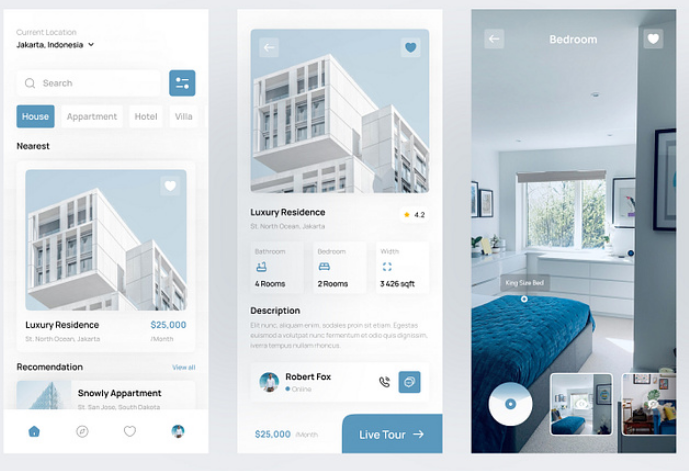 Current Location
Jakarta, Indonesia
Search
House
Appartment
Hotel
Villa
Nearest
Luxury Residence
$25,000
St. North Ocean, Jakarta
/Month
Recomendation
View all
Snowly Appartment
St. San Jose, South Dakota
Luxury Residence
4.2
St. North Ocean, Jakarta
Bathroom
Bedroom
Width
4 Rooms
2 Rooms
3 426 sqft
Description
Elit nunc, aliquen enim, sodales proin sit etiam. Egestas
euismod a volutpat nunc fermentum et odio quis dignissim,
viverra tempus nullam rhoncus.
Robert Fox
Online
$25,000
/Month
Live Tour
Bedroom
King Size Bed